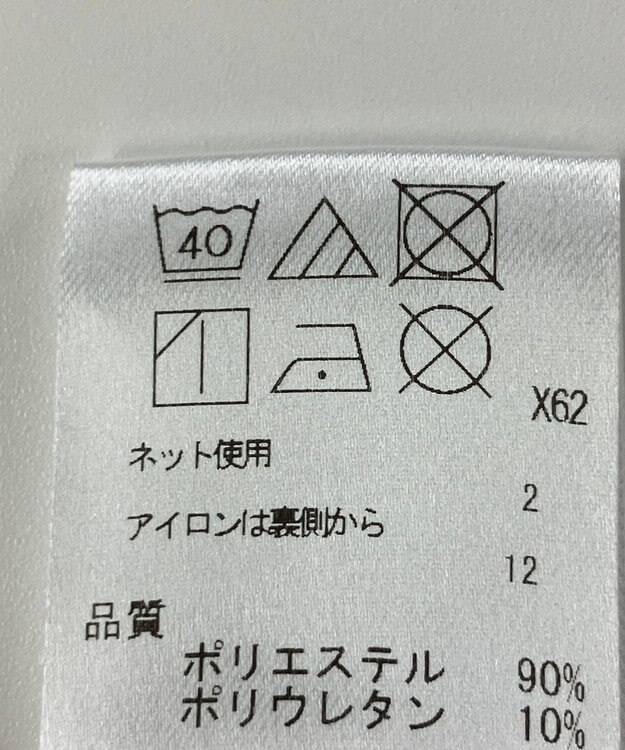 40
X62
ネット使用
2
アイロンは裏側から
12
品質
ポリエステル 90%
ポリウレタン 10%